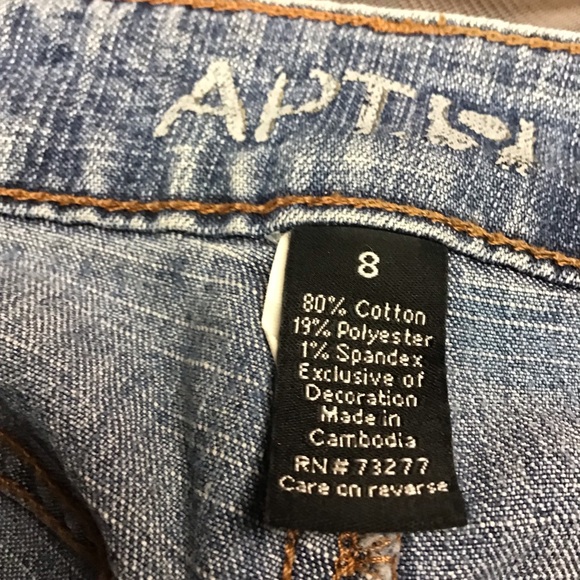 APT.9
8
80% Cotton
19% Polyester
1% Spandex
Exclusive of
Decoration
Made in
Cambodia
RN# 73277
Care on reverse